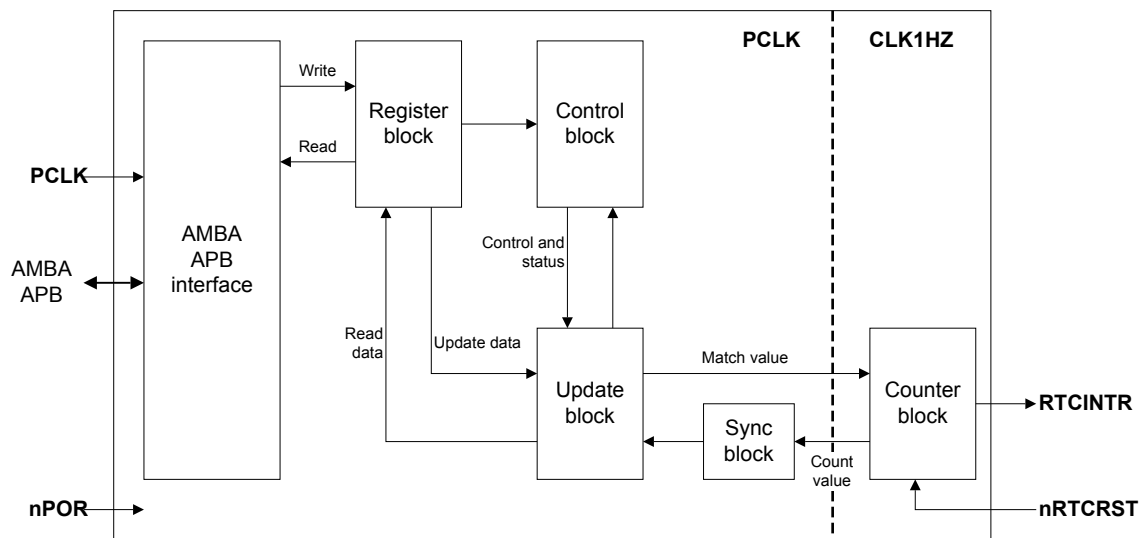 PCLK
CLK1HZ
Write
Register
block
Control
block
Read
PCLK
AMBA
APB
interface
AMBA
APB
Control and
status
Read
data
Update data
Match value
Update
block
Counter
block
Sync
block
RTCINTR
Count
value
nPOR
nRTCRST